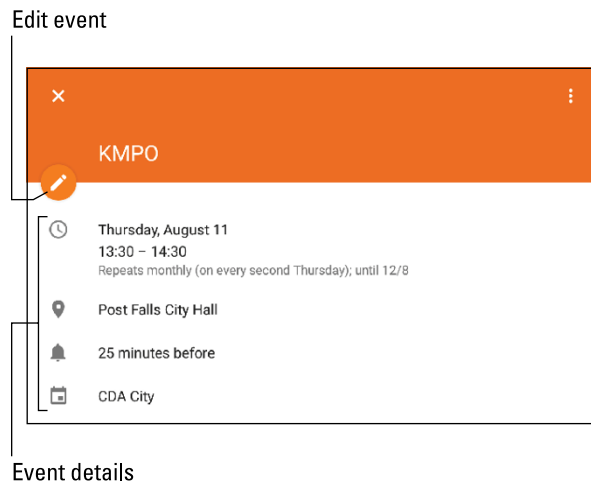 Edit event
KMPO
Thursday, August 11
13:30 – 14:30
Repeats monthly (on every second Thursday); until 12/8
Post Falls City Hall
25 minutes before
CDA City
Event details